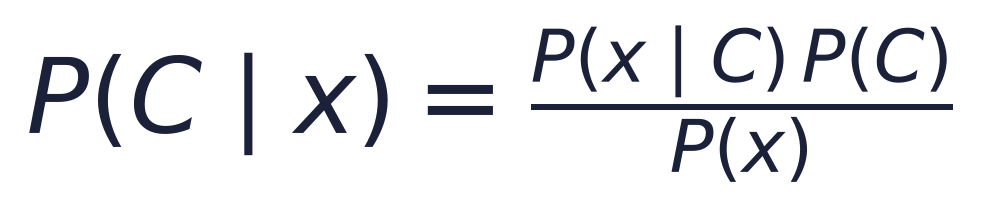 P(C | x) = P(x | C) P(C) / P(x)